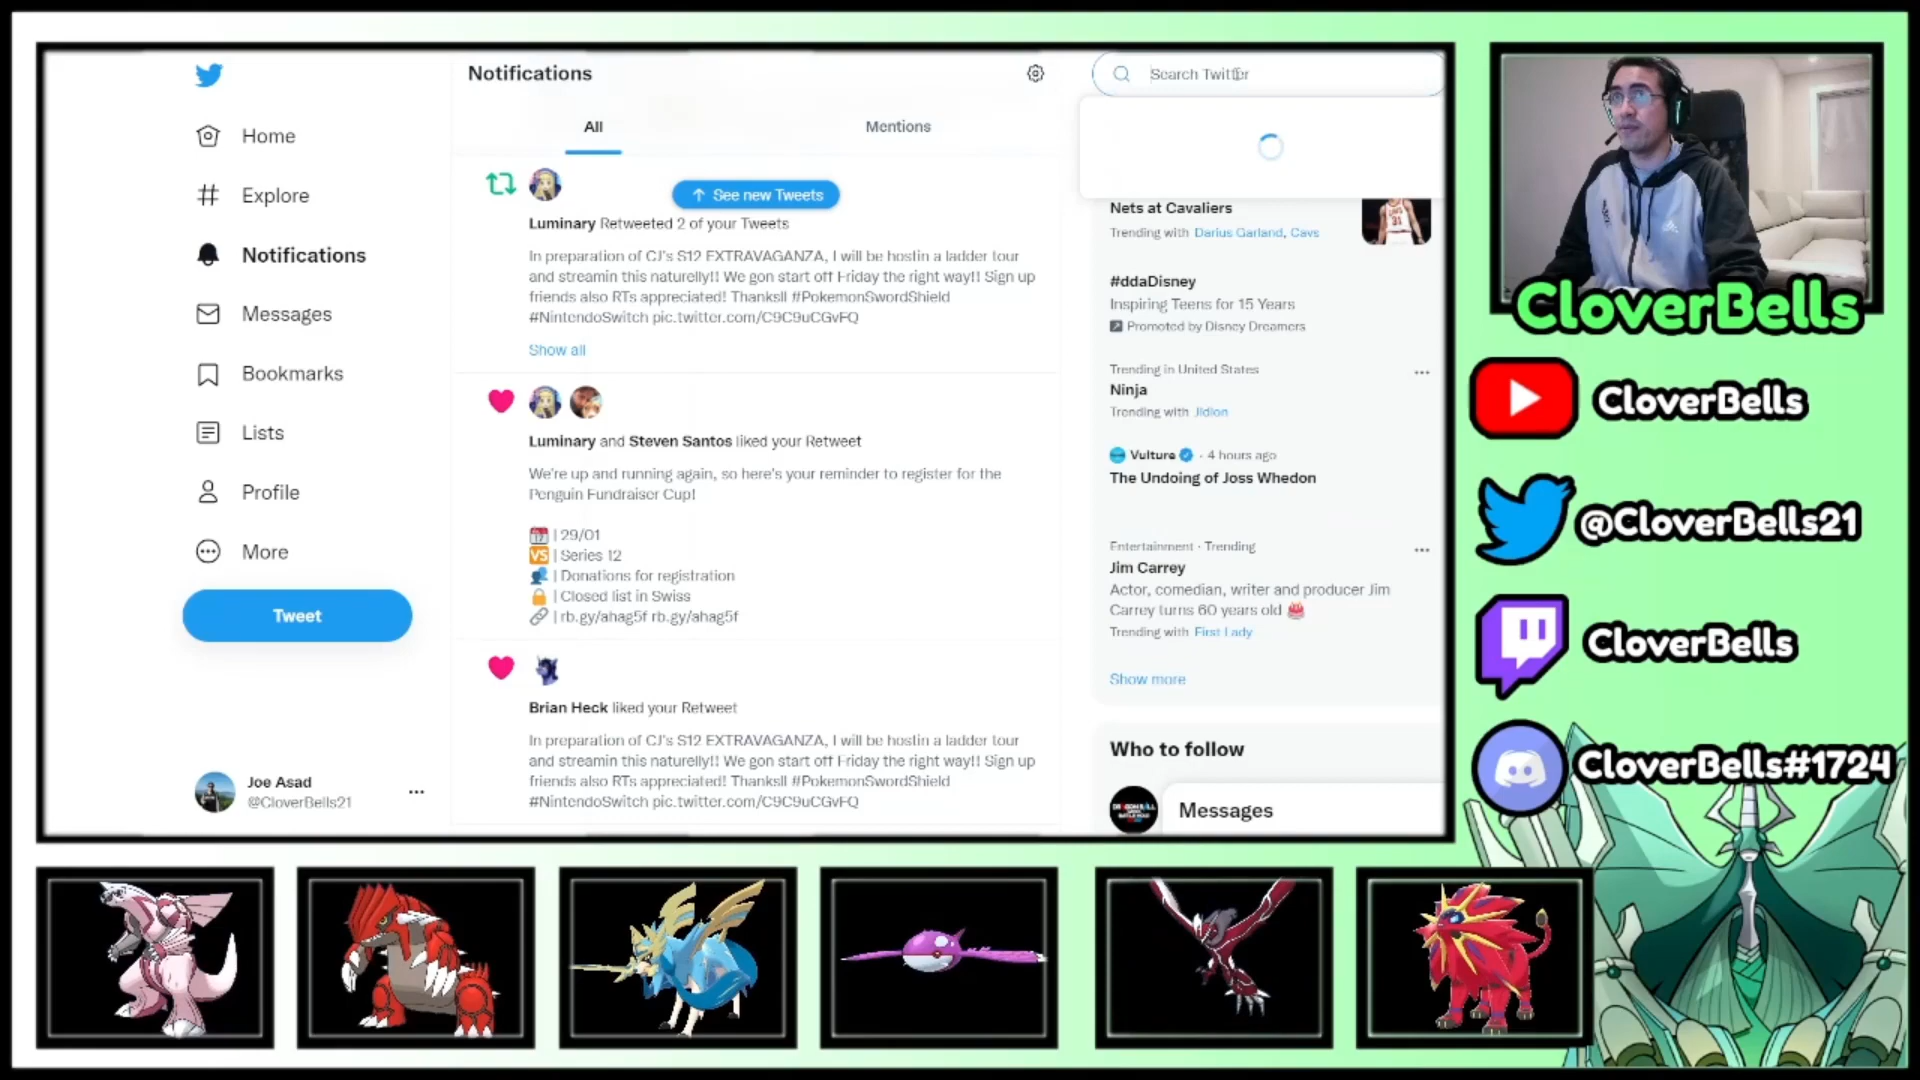 Home
Explore
Notifications
Messages
Bookmarks
Lists
Profile
More
Tweet
Joe Asad
@CloverBells21
Notifications
All
Mentions
See new Tweets
Luminary Retweeted 2 of your Tweets
In preparation of CJ's S12 EXTRAVAGANZA, I will be hostin a ladder tour
and streamin this naturelly!! We gon start off Friday the right way!! Sign up
friends also RTs appreciated! Thanks!! #PokemonSwordShield
#NintendoSwitch pic.twitter.com/C9C9uCGvFQ
Show all
Luminary and Steven Santos liked your Retweet
We're up and running again, so here's your reminder to register for the
Penguin Fundraiser Cup!
17 | 29/01
VS | Series 12
| Donations for registration
| Closed list in Swiss
| rb.gy/ahag5f rb.gy/ahag5f
Brian Heck liked your Retweet
In preparation of CJ's S12 EXTRAVAGANZA, I will be hostin a ladder tour
and streamin this naturelly!! We gon start off Friday the right way!! Sign up
friends also RTs appreciated! Thanks!! #PokemonSwordShield
#NintendoSwitch pic.twitter.com/C9C9uCGvFQ
Search Twitter
Nets at Cavaliers
Trending with Darius Garland, Cavs
#ddaDisney
Inspiring Teens for 15 Years
Promoted by Disney Dreamers
Trending in United States
Ninja
Trending with Jidion
Vulture · 4 hours ago
The Undoing of Joss Whedon
Entertainment · Trending
Jim Carrey
Actor, comedian, writer and producer Jim
Carrey turns 60 years old
Trending with First Lady
Show more
Who to follow
Messages
CloverBells
CloverBells
@CloverBells21
CloverBells
CloverBells#1724